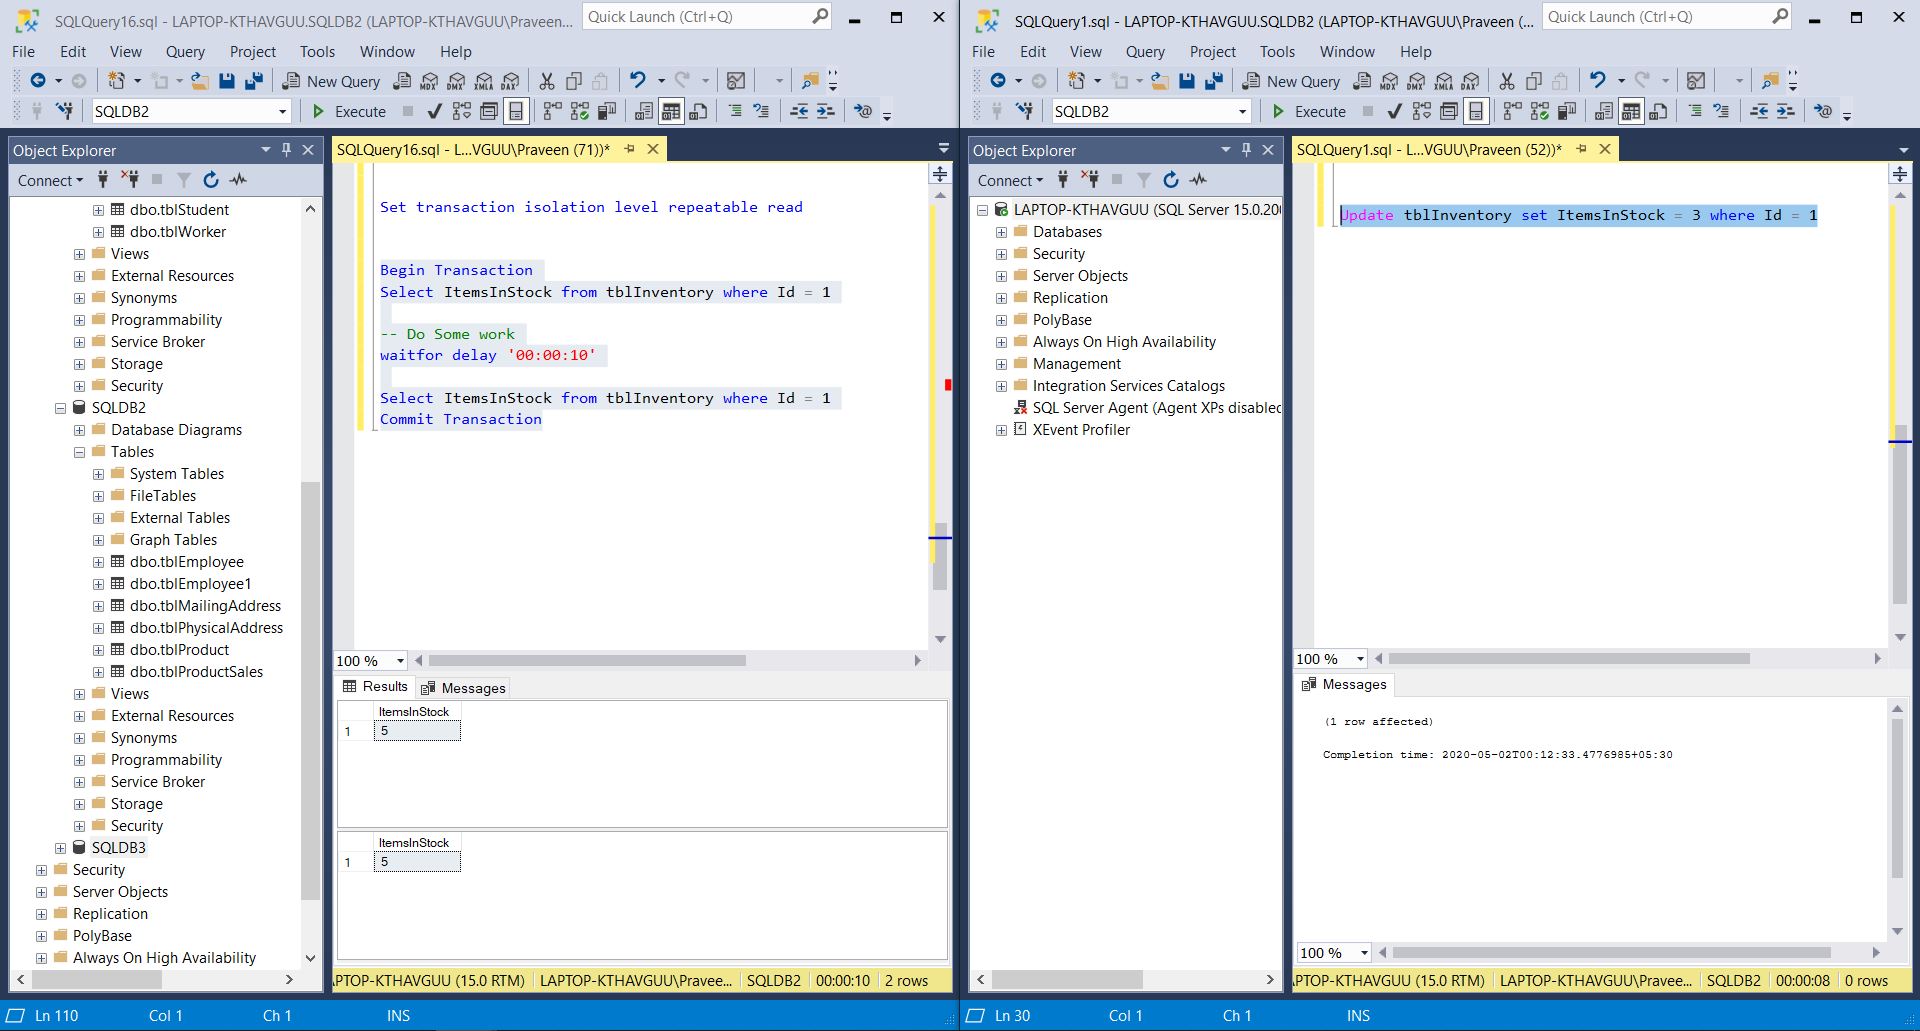 SQLQuery16.sql - LAPTOP-KTHAVGUU.SQLDB2 (LAPTOP-KTHAVGUU\Praveen...
Quick Launch (Ctrl+Q)
File Edit View Query Project Tools Window Help
New Query
MDX DMX XMLA DAX
SQLDB2
Execute
Object Explorer
Connect
dbo.tblStudent
dbo.tblWorker
Views
External Resources
Synonyms
Programmability
Service Broker
Storage
Security
SQLDB2
Database Diagrams
Tables
System Tables
FileTables
External Tables
Graph Tables
dbo.tblEmployee
dbo.tblEmployee1
dbo.tblMailingAddress
dbo.tblPhysicalAddress
dbo.tblProduct
dbo.tblProductSales
Views
External Resources
Synonyms
Programmability
Service Broker
Storage
Security
SQLDB3
Security
Server Objects
Replication
PolyBase
Always On High Availability
SQLQuery16.sql - L...VGUU\Praveen (71))*
Set transaction isolation level repeatable read
Begin Transaction
Select ItemsInStock from tblInventory where Id = 1
-- Do Some work
waitfor delay '00:00:10'
Select ItemsInStock from tblInventory where Id = 1
Commit Transaction
100 %
Results Messages
ItemsInStock
1 5
ItemsInStock
1 5
PTOP-KTHAVGUU (15.0 RTM) LAPTOP-KTHAVGUU\Pravee... SQLDB2 00:00:10 2 rows
Ln 110 Col 1 Ch 1 INS
SQLQuery1.sql - LAPTOP-KTHAVGUU.SQLDB2 (LAPTOP-KTHAVGUU\Praveen (...
Quick Launch (Ctrl+Q)
File Edit View Query Project Tools Window Help
New Query
MDX DMX XMLA DAX
SQLDB2
Execute
Object Explorer
Connect
LAPTOP-KTHAVGUU (SQL Server 15.0.200
Databases
Security
Server Objects
Replication
PolyBase
Always On High Availability
Management
Integration Services Catalogs
SQL Server Agent (Agent XPs disabled
XEvent Profiler
SQLQuery1.sql - L...VGUU\Praveen (52))*
Update tblInventory set ItemsInStock = 3 where Id = 1
100 %
Messages
(1 row affected)
Completion time: 2020-05-02T00:12:33.4776985+05:30
100 %
PTOP-KTHAVGUU (15.0 RTM) LAPTOP-KTHAVGUU\Pravee... SQLDB2 00:00:08 0 rows
Ln 30 Col 1 Ch 1 INS